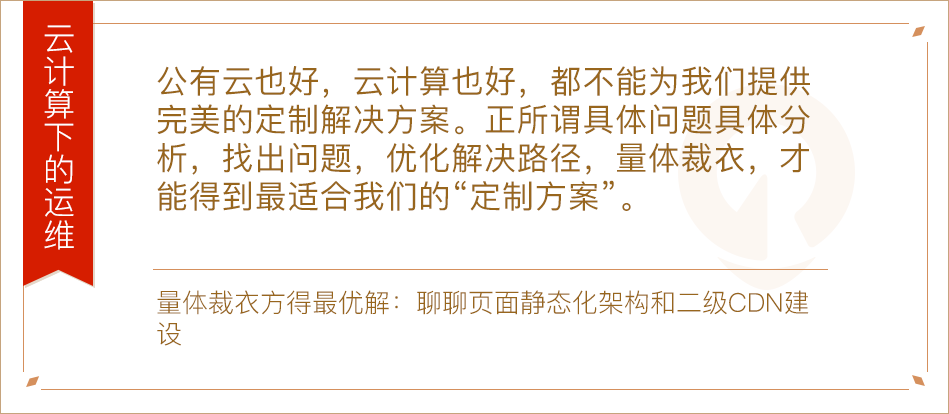 云计算下的运维
公有云也好，云计算也好，都不能为我们提供
完美的定制解决方案。正所谓具体问题具体分
析，找出问题，优化解决路径，量体裁衣，才
能得到最适合我们的“定制方案”。
量体裁衣方得最优解：聊聊页面静态化架构和二级CDN建
设